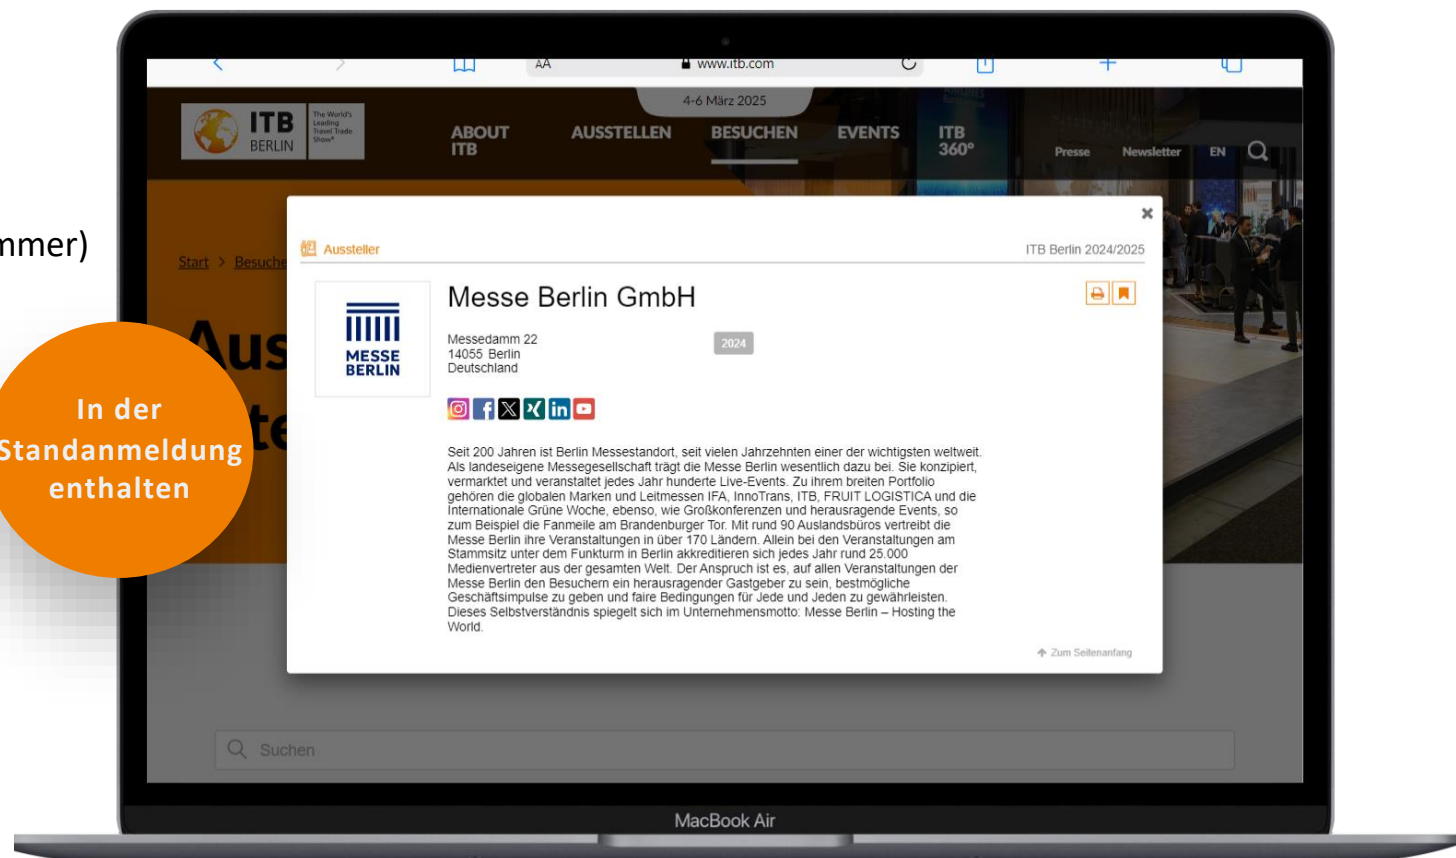 www.itb.com
4-6 März 2025
ITB
BERLIN
The World's
Leading
Travel Trade
Show®
ABOUT
ITB
AUSSTELLEN
BESUCHEN
EVENTS
ITB
360°
Presse
Newsletter
EN
mmer)
Start > Besuche
Aussteller
ITB Berlin 2024/2025
MESSE
BERLIN
Messe Berlin GmbH
Messedamm 22
14055 Berlin
Deutschland
2024
Aus
te
In der
Standanmeldung
enthalten
Seit 200 Jahren ist Berlin Messestandort, seit vielen Jahrzehnten einer der wichtigsten weltweit.
Als landeseigene Messegesellschaft trägt die Messe Berlin wesentlich dazu bei. Sie konzipiert,
vermarktet und veranstaltet jedes Jahr hunderte Live-Events. Zu ihrem breiten Portfolio
gehören die globalen Marken und Leitmessen IFA, InnoTrans, ITB, FRUIT LOGISTICA und die
Internationale Grüne Woche, ebenso, wie Großkonferenzen und herausragende Events, so
zum Beispiel die Fanmeile am Brandenburger Tor. Mit rund 90 Auslandsbüros vertreibt die
Messe Berlin ihre Veranstaltungen in über 170 Ländern. Allein bei den Veranstaltungen am
Stammsitz unter dem Funkturm in Berlin akkreditieren sich jedes Jahr rund 25.000
Medienvertreter aus der gesamten Welt. Der Anspruch ist es, auf allen Veranstaltungen der
Messe Berlin den Besuchern ein herausragender Gastgeber zu sein, bestmögliche
Geschäftsimpulse zu geben und faire Bedingungen für Jede und Jeden zu gewährleisten.
Dieses Selbstverständnis spiegelt sich im Unternehmensmotto: Messe Berlin – Hosting the
World.
Zum Seitenanfang
Suchen
MacBook Air